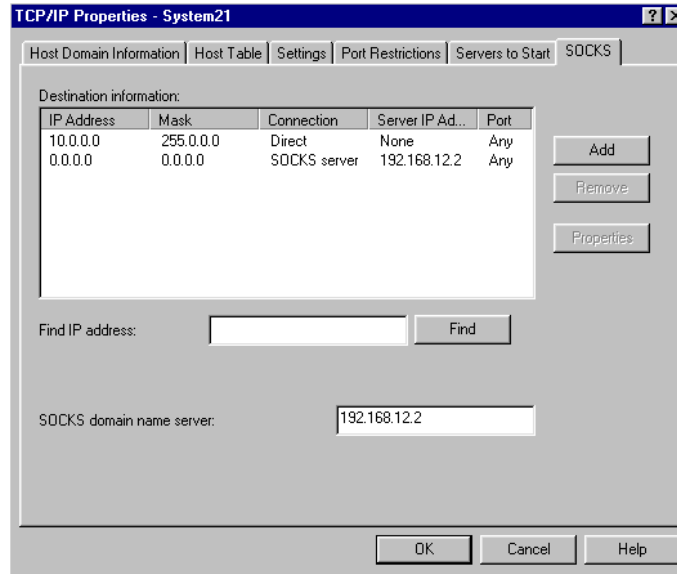 TCP/IP Properties - System21
Host Domain Information Host Table Settings Port Restrictions Servers to Start SOCKS
Destination information:
IP Address Mask Connection Server IP Ad... Port
10.0.0.0 255.0.0.0 Direct None Any
0.0.0.0 0.0.0.0 SOCKS server 192.168.12.2 Any
Add
Remove
Properties
Find IP address: Find
SOCKS domain name server: 192.168.12.2
OK Cancel Help